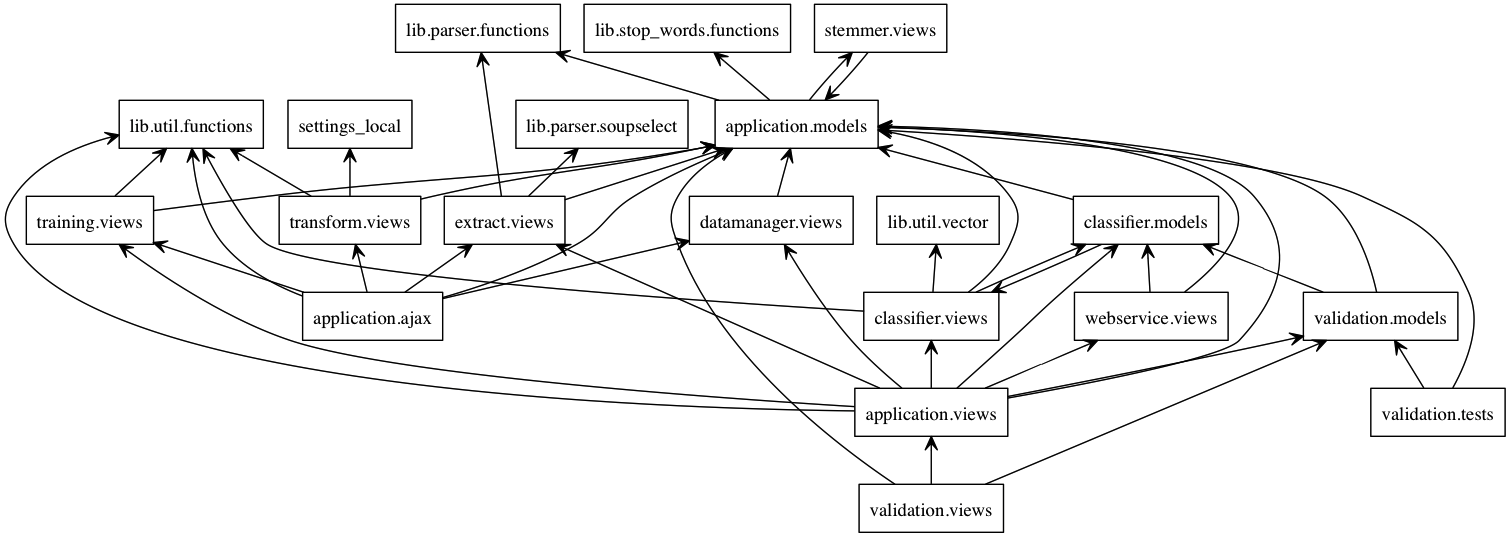 lib.parser.functions
lib.stop_words.functions
stemmer.views
lib.util.functions
settings_local
lib.parser.soupselect
application.models
training.views
transform.views
extract.views
datamanager.views
lib.util.vector
classifier.models
application.ajax
classifier.views
webservice.views
validation.models
application.views
validation.tests
validation.views